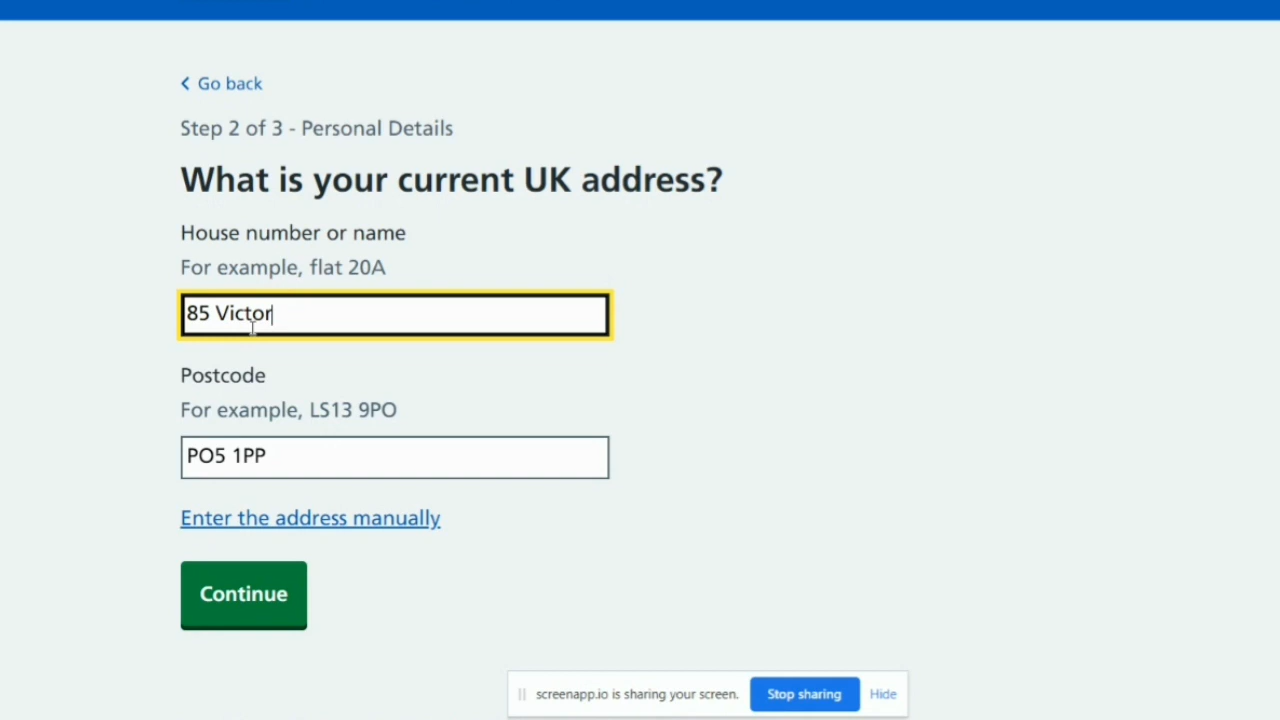 Go back
Step 2 of 3 - Personal Details
What is your current UK address?
House number or name
For example, flat 20A
85 Victor
Postcode
For example, LS13 9PO
PO5 1PP
Enter the address manually
Continue
screenapp.io is sharing your screen. Stop sharing Hide